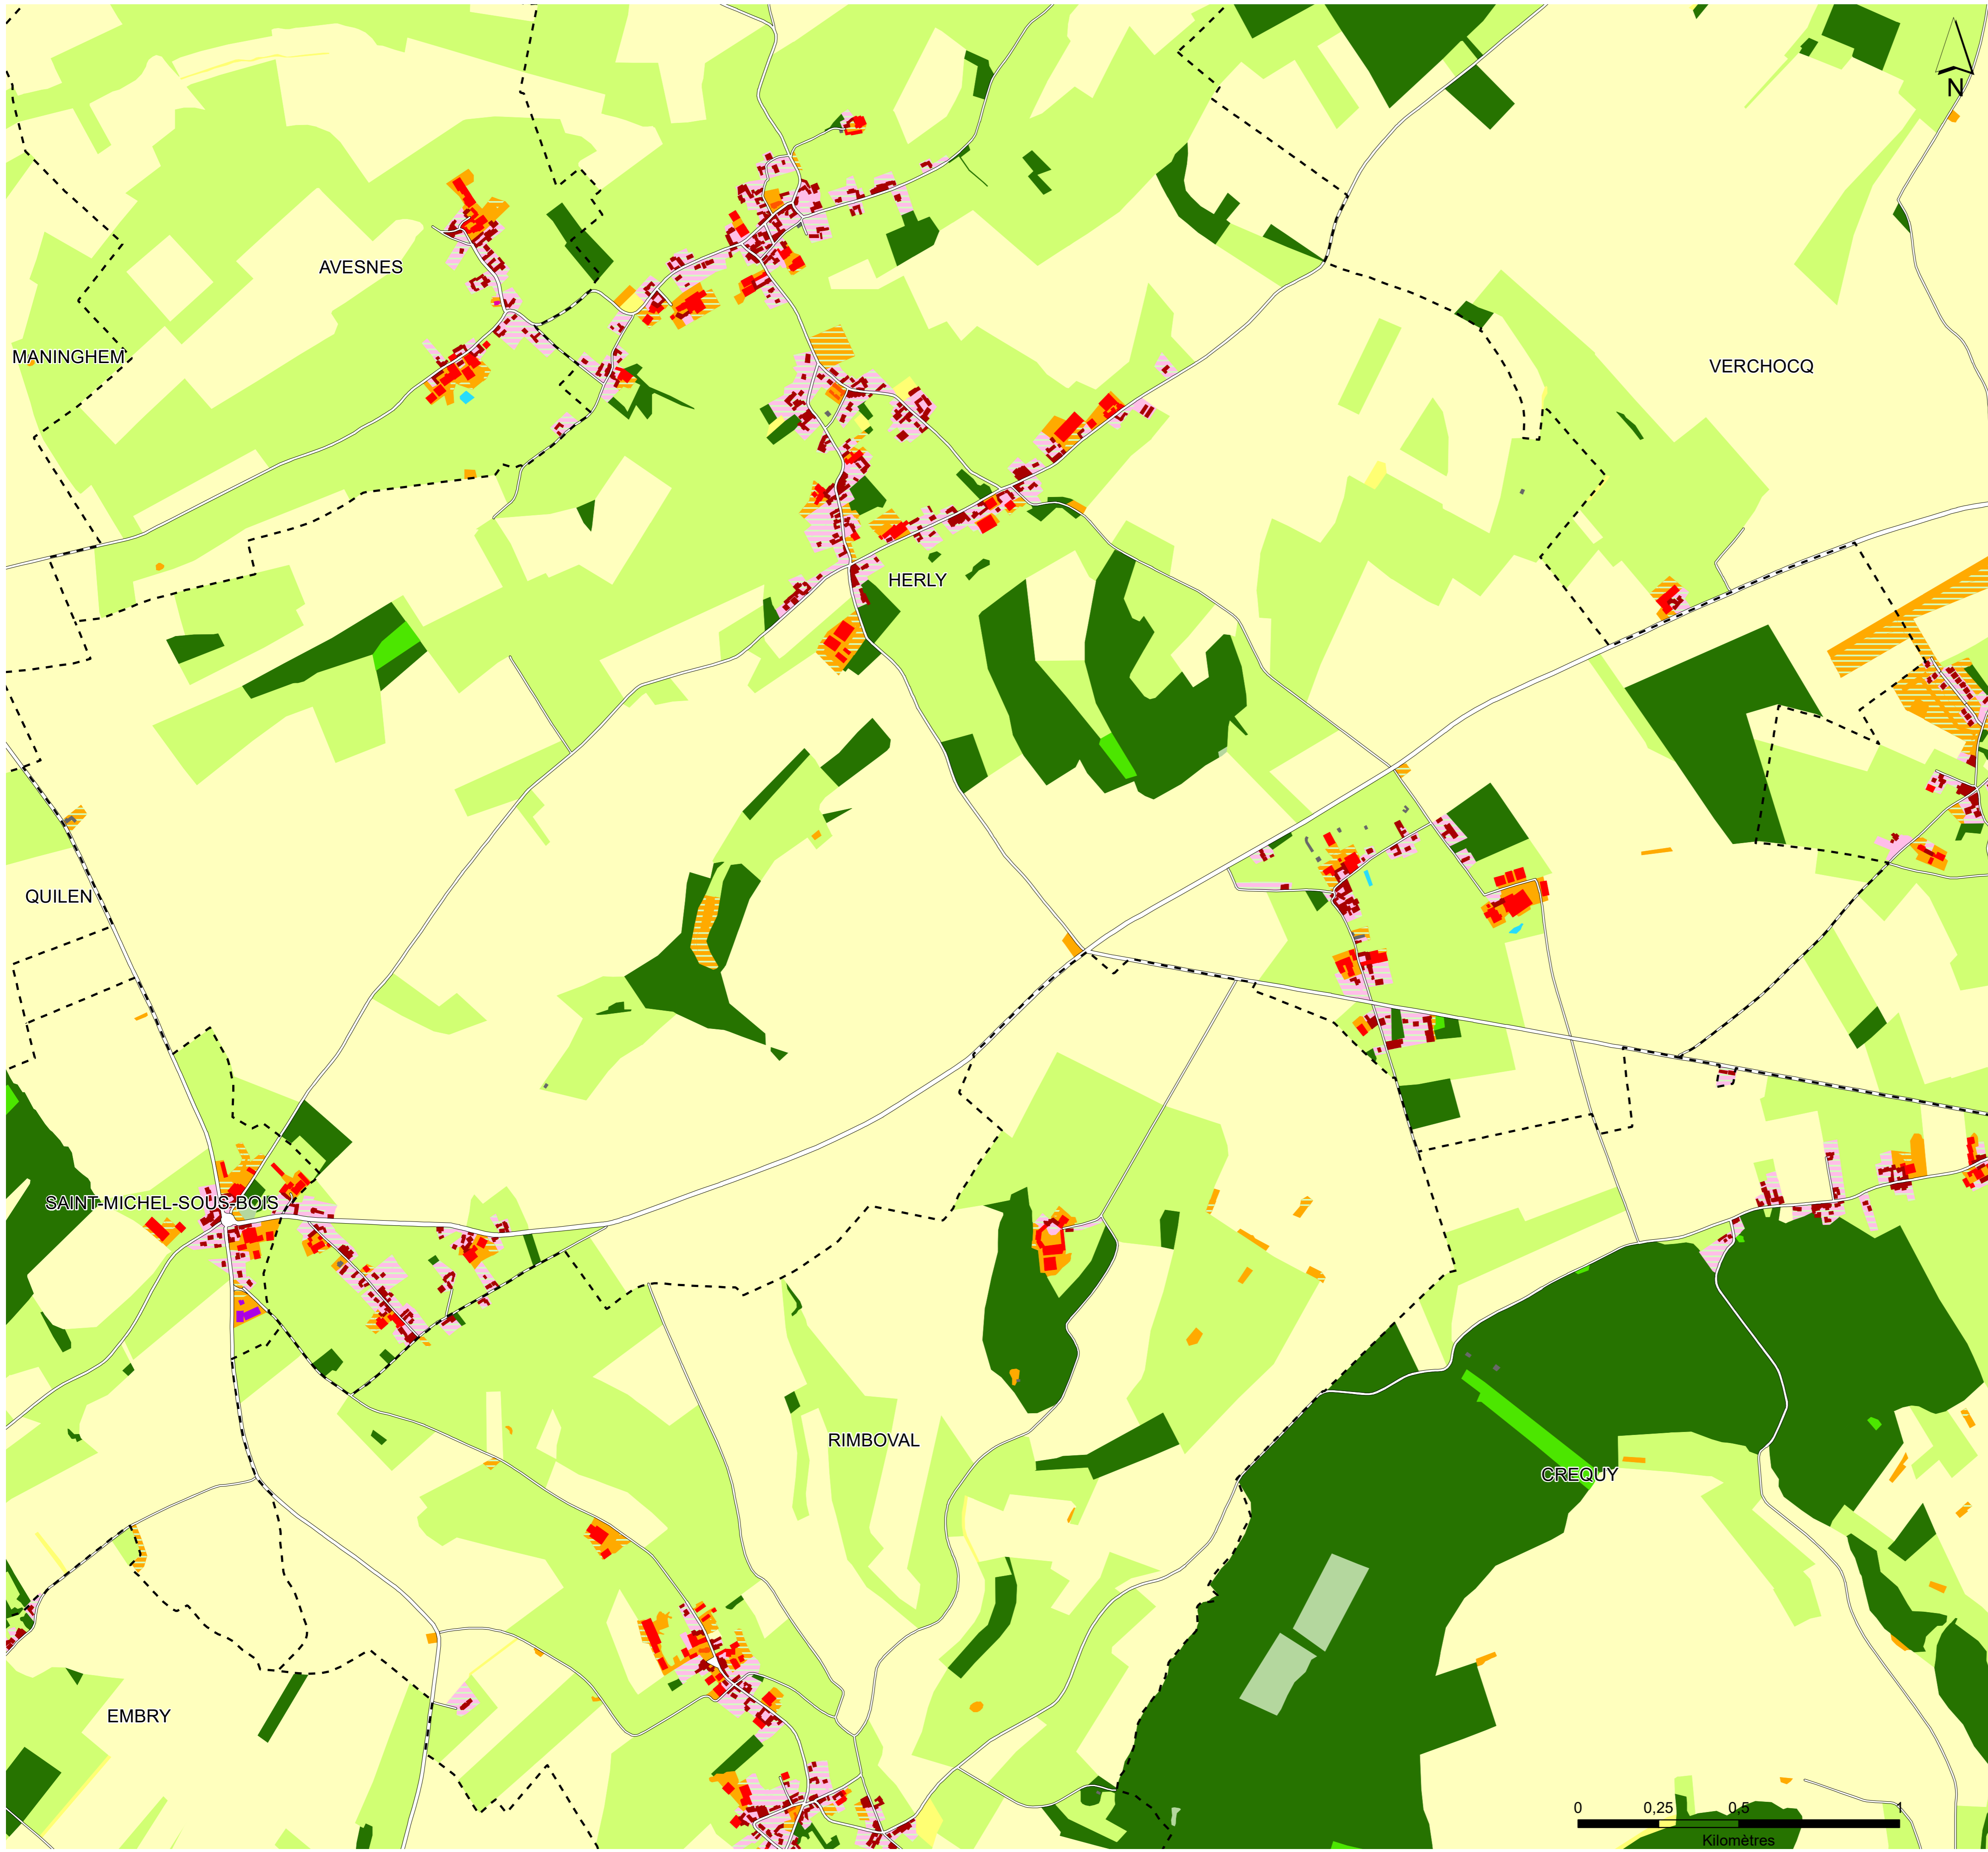 N
AVESNES
MANINGHEM
VERCHOCQ
HERLY
QUILEN
SAINT-MICHEL-SOUS-BOIS
RIMBOVAL
CREQUY
EMBRY
0 0,25 0,5 1
Kilomètres